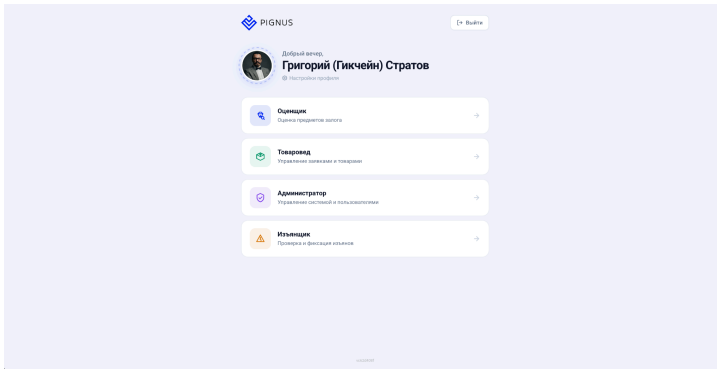 PIGNUS
Выйти
Добрый вечер,
Григорий (Гикчейн) Стратов
Настройки профиля
Оценщик
Оценка предметов залога
Товаровед
Управление заявками и товарами
Администратор
Управление системой и пользователями
Изъянщик
Проверка и фиксация изъянов